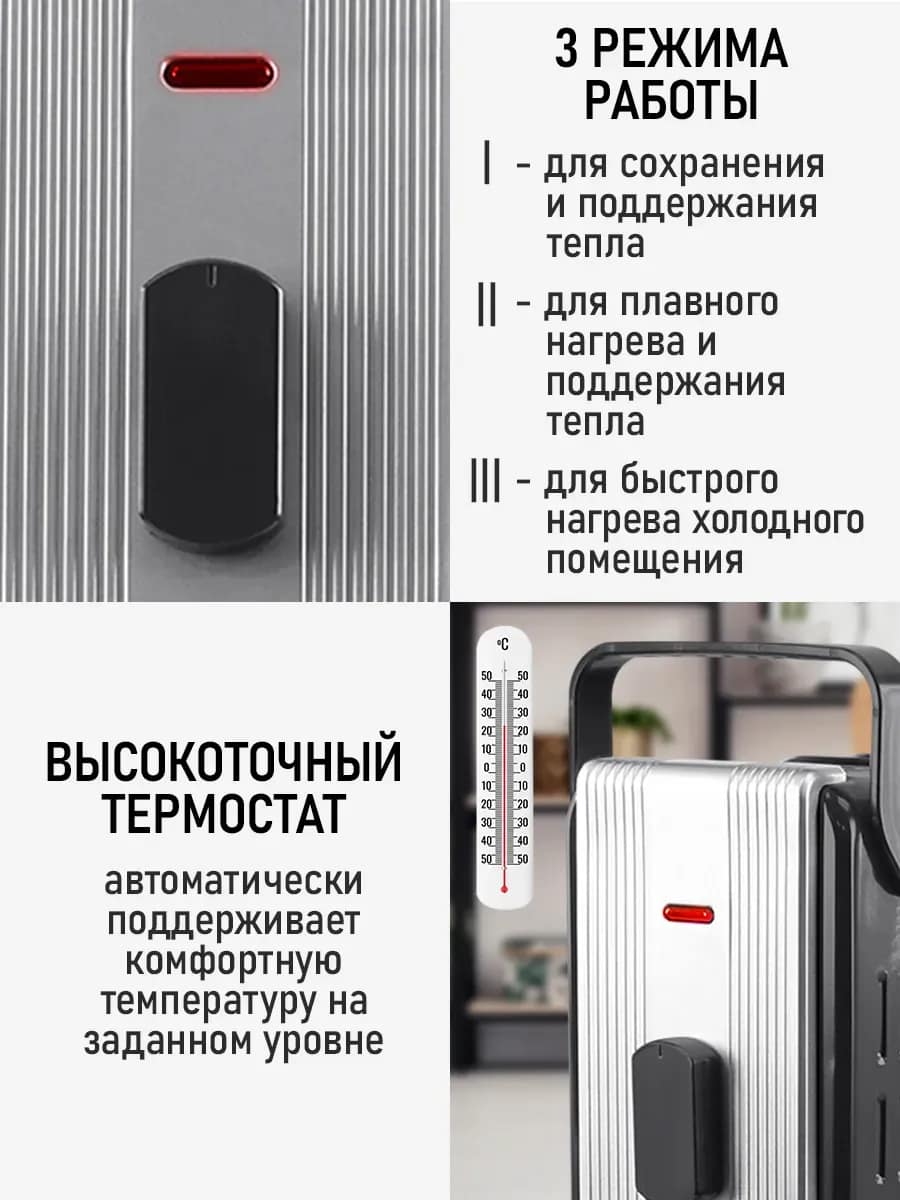 3 РЕЖИМА
РАБОТЫ
| - для сохранения
и поддержания
тепла
|| - для плавного
нагрева и
поддержания
тепла
||| - для быстрого
нагрева холодного
помещения
ВЫСОКОТОЧНЫЙ
ТЕРМОСТАТ
автоматически
поддерживает
комфортную
температуру на
заданном уровне
°C
50 50
40 40
30 30
20 20
10 10
0 0
10 10
20 20
30 30
40 40
50 50